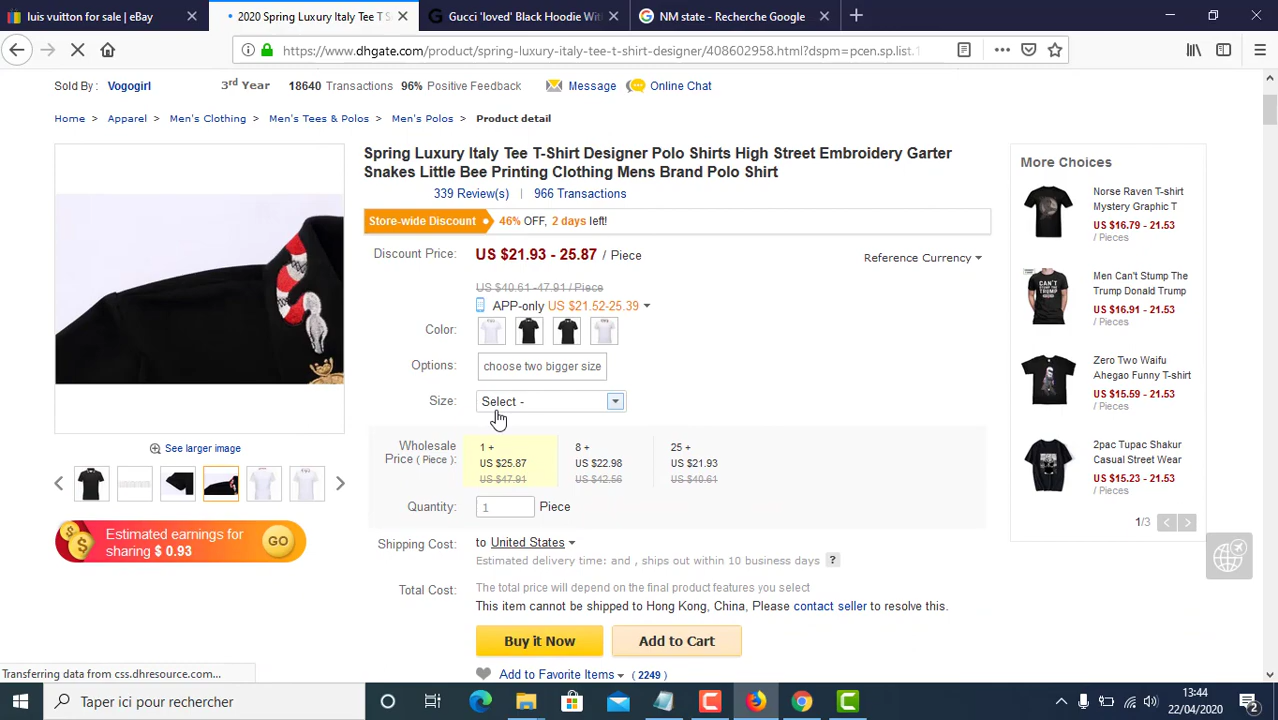 luis vuitton for sale | eBay
2020 Spring Luxury Italy Tee T S
Gucci 'loved' Black Hoodie With
NM state - Recherche Google
https://www.dhgate.com/product/spring-luxury-italy-tee-t-shirt-designer/408602958.html?dspm=pcen.sp.list.1
Sold By : Vogogirl
3rd Year
18640 Transactions
96% Positive Feedback
Message
Online Chat
Home > Apparel > Men's Clothing > Men's Tees & Polos > Men's Polos > Product detail
Spring Luxury Italy Tee T-Shirt Designer Polo Shirts High Street Embroidery Garter
Snakes Little Bee Printing Clothing Mens Brand Polo Shirt
339 Review(s) | 966 Transactions
Store-wide Discount
46% OFF, 2 days left!
Discount Price: US $21.93 - 25.87 / Piece
Reference Currency
US $40.61 -47.91 / Piece
APP-only US $21.52-25.39
Color:
Options: choose two bigger size
Size: Select -
Wholesale
Price ( Piece ) :
1 +
US $25.87
US $47.91
8 +
US $22.98
US $42.56
25 +
US $21.93
US $40.61
Quantity: 1 Piece
Shipping Cost: to United States
Estimated delivery time: and , ships out within 10 business days ?
Total Cost: The total price will depend on the final product features you select
This item cannot be shipped to Hong Kong, China, Please contact seller to resolve this.
Buy it Now
Add to Cart
Add to Favorite Items (2249)
See larger image
Estimated earnings for
sharing $ 0.93
GO
More Choices
Norse Raven T-shirt
Mystery Graphic T
US $16.79 - 21.53
/ Pieces
Men Can't Stump The
Trump Donald Trump
US $16.91 - 21.53
/ Pieces
Zero Two Waifu
Ahegao Funny T-shirt
US $15.59 - 21.53
/ Pieces
2pac Tupac Shakur
Casual Street Wear
US $15.23 - 21.53
/ Pieces
1/3
Transferring data from css.dhresource.com...
Taper ici pour rechercher
13:44
22/04/2020
2